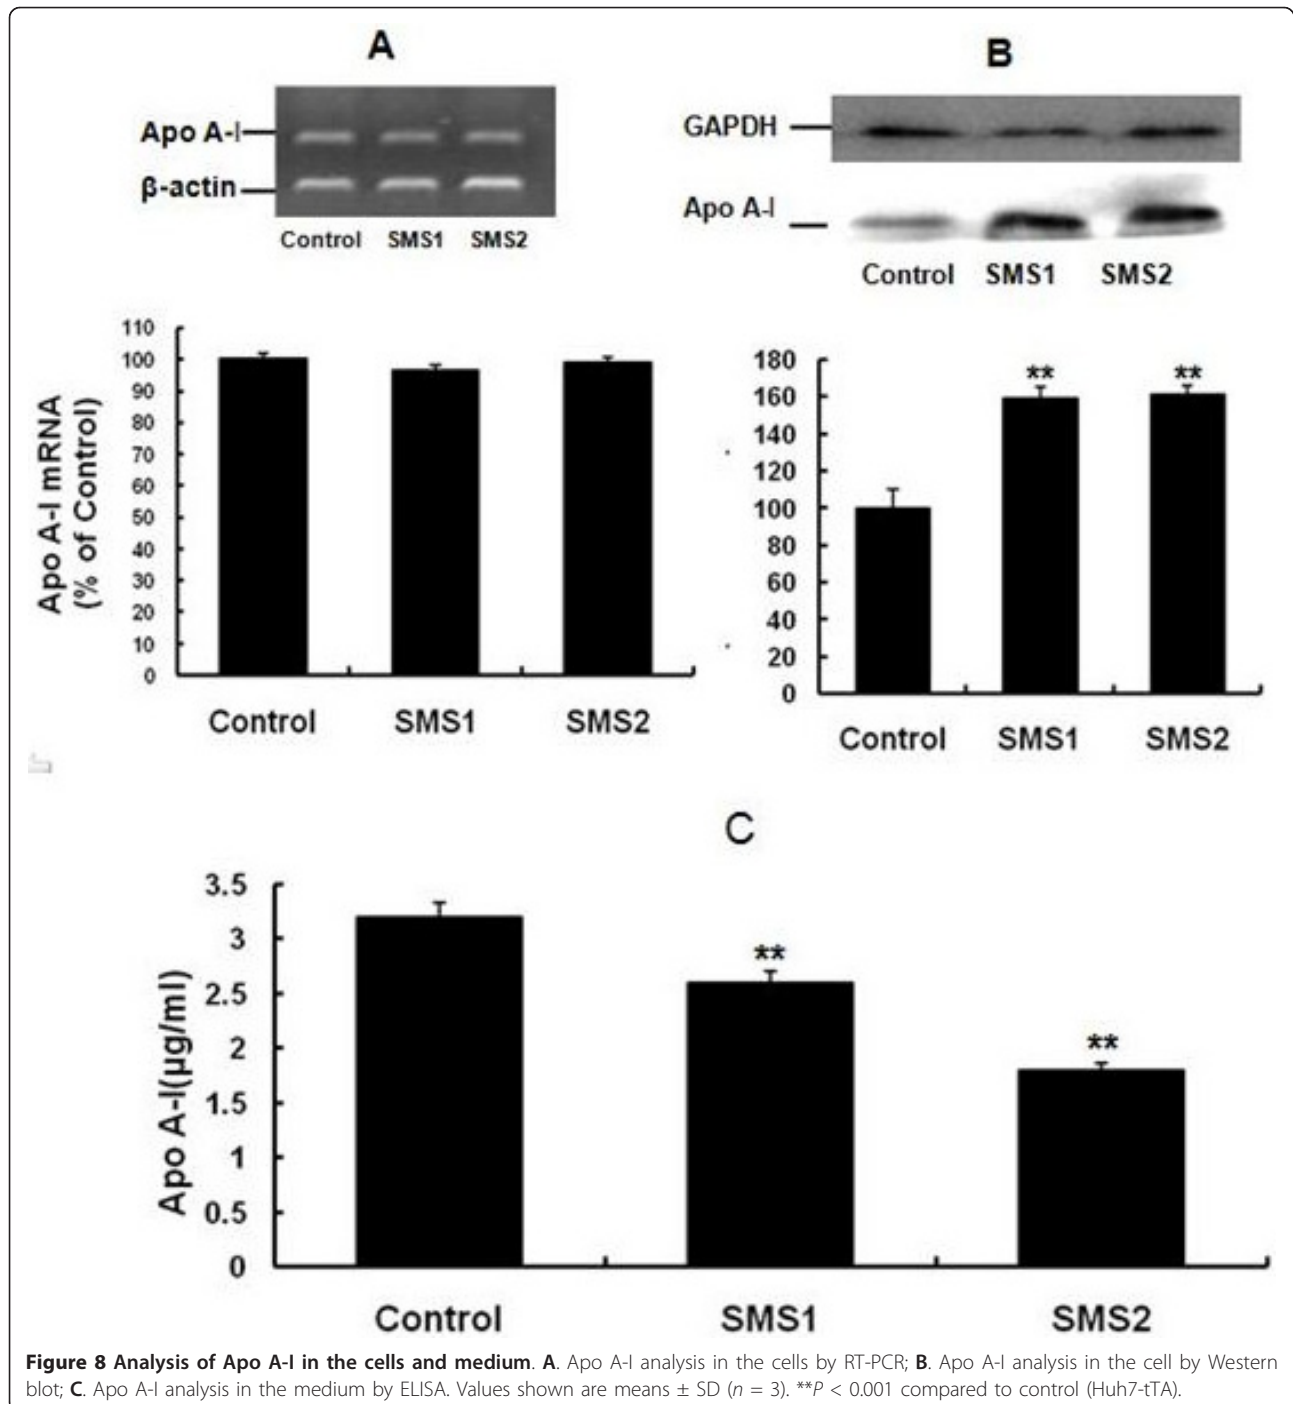 A
Apo A-I
β-actin
Control SMS1 SMS2
B
GAPDH
Apo A-I
Control SMS1 SMS2
Apo A-I mRNA
(% of Control)
110
100
90
80
70
60
50
40
30
20
10
0
Control SMS1 SMS2
180
160
140
120
100
80
60
40
20
0
** **
Control SMS1 SMS2
C
Apo A-I(µg/ml)
3.5
3
2.5
2
1.5
1
0.5
0
**
**
Control SMS1 SMS2
Figure 8 Analysis of Apo A-I in the cells and medium. A. Apo A-I analysis in the cells by RT-PCR; B. Apo A-I analysis in the cell by Western
blot; C. Apo A-I analysis in the medium by ELISA. Values shown are means ± SD (n = 3). **P < 0.001 compared to control (Huh7-tTA).